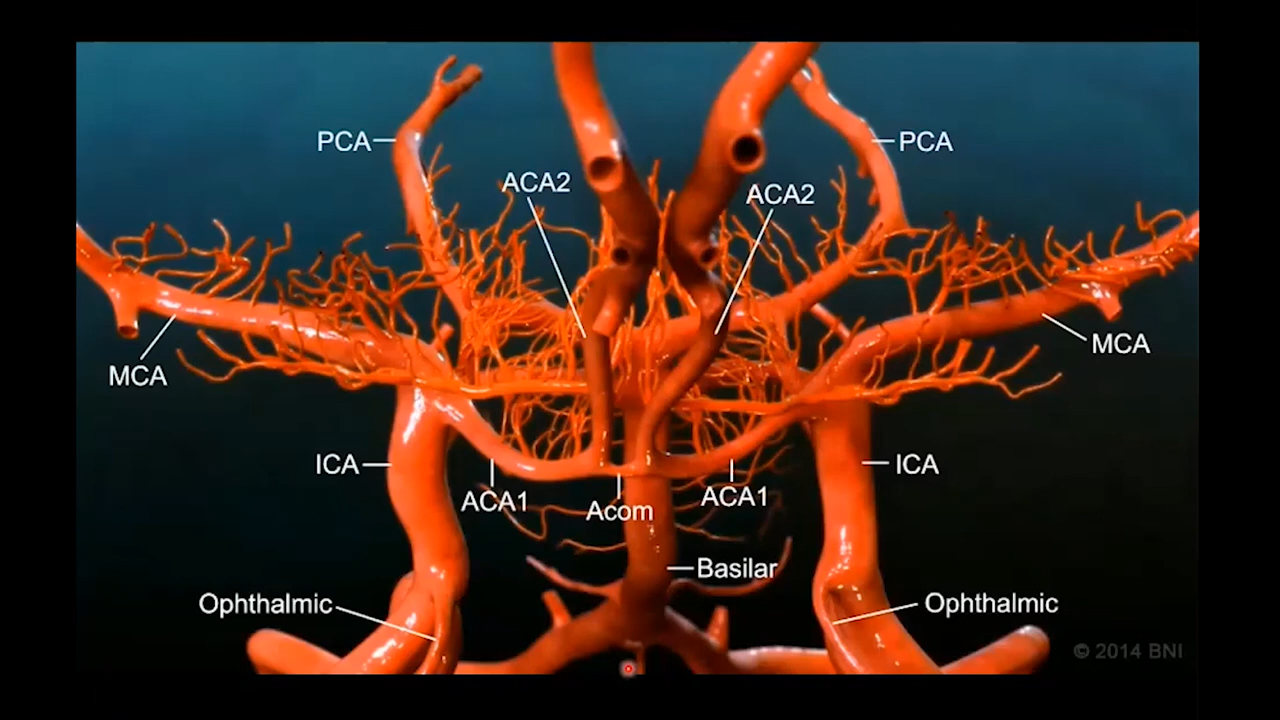 PCA
PCA
ACA2
ACA2
MCA
MCA
ICA
ICA
ACA1
Acom
ACA1
Basilar
Ophthalmic
Ophthalmic
© 2014 BNI